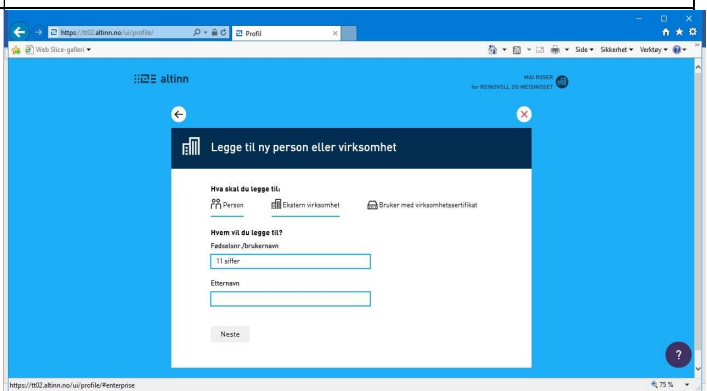 https://tt02.altinn.no/ui/profile/
Profil
Web Slice-galleri
Side Sikkerhet Verktøy
altinn
MAI RIISER
for REINSVOLL OG MEISINGSET
Legge til ny person eller virksomhet
Hva skal du legge til:
Person Ekstern virksomhet Bruker med virksomhetssertifikat
Hvem vil du legge til?
Fødselsnr./brukernavn
11 siffer
Etternavn
Neste
?
https://tt02.altinn.no/ui/profile/#enterprise
75 %